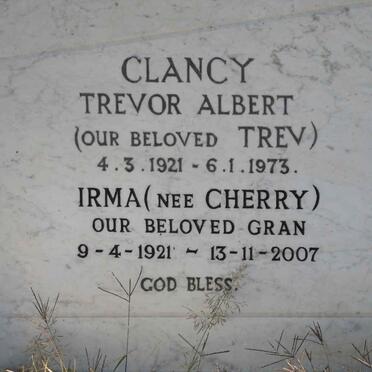 CLANCY
TREVOR ALBERT
(OUR BELOVED TREV)
4.3.1921 - 6.1.1973.
IRMA (NEE CHERRY)
OUR BELOVED GRAN
9-4-1921 ~ 13-11-2007
GOD BLESS.